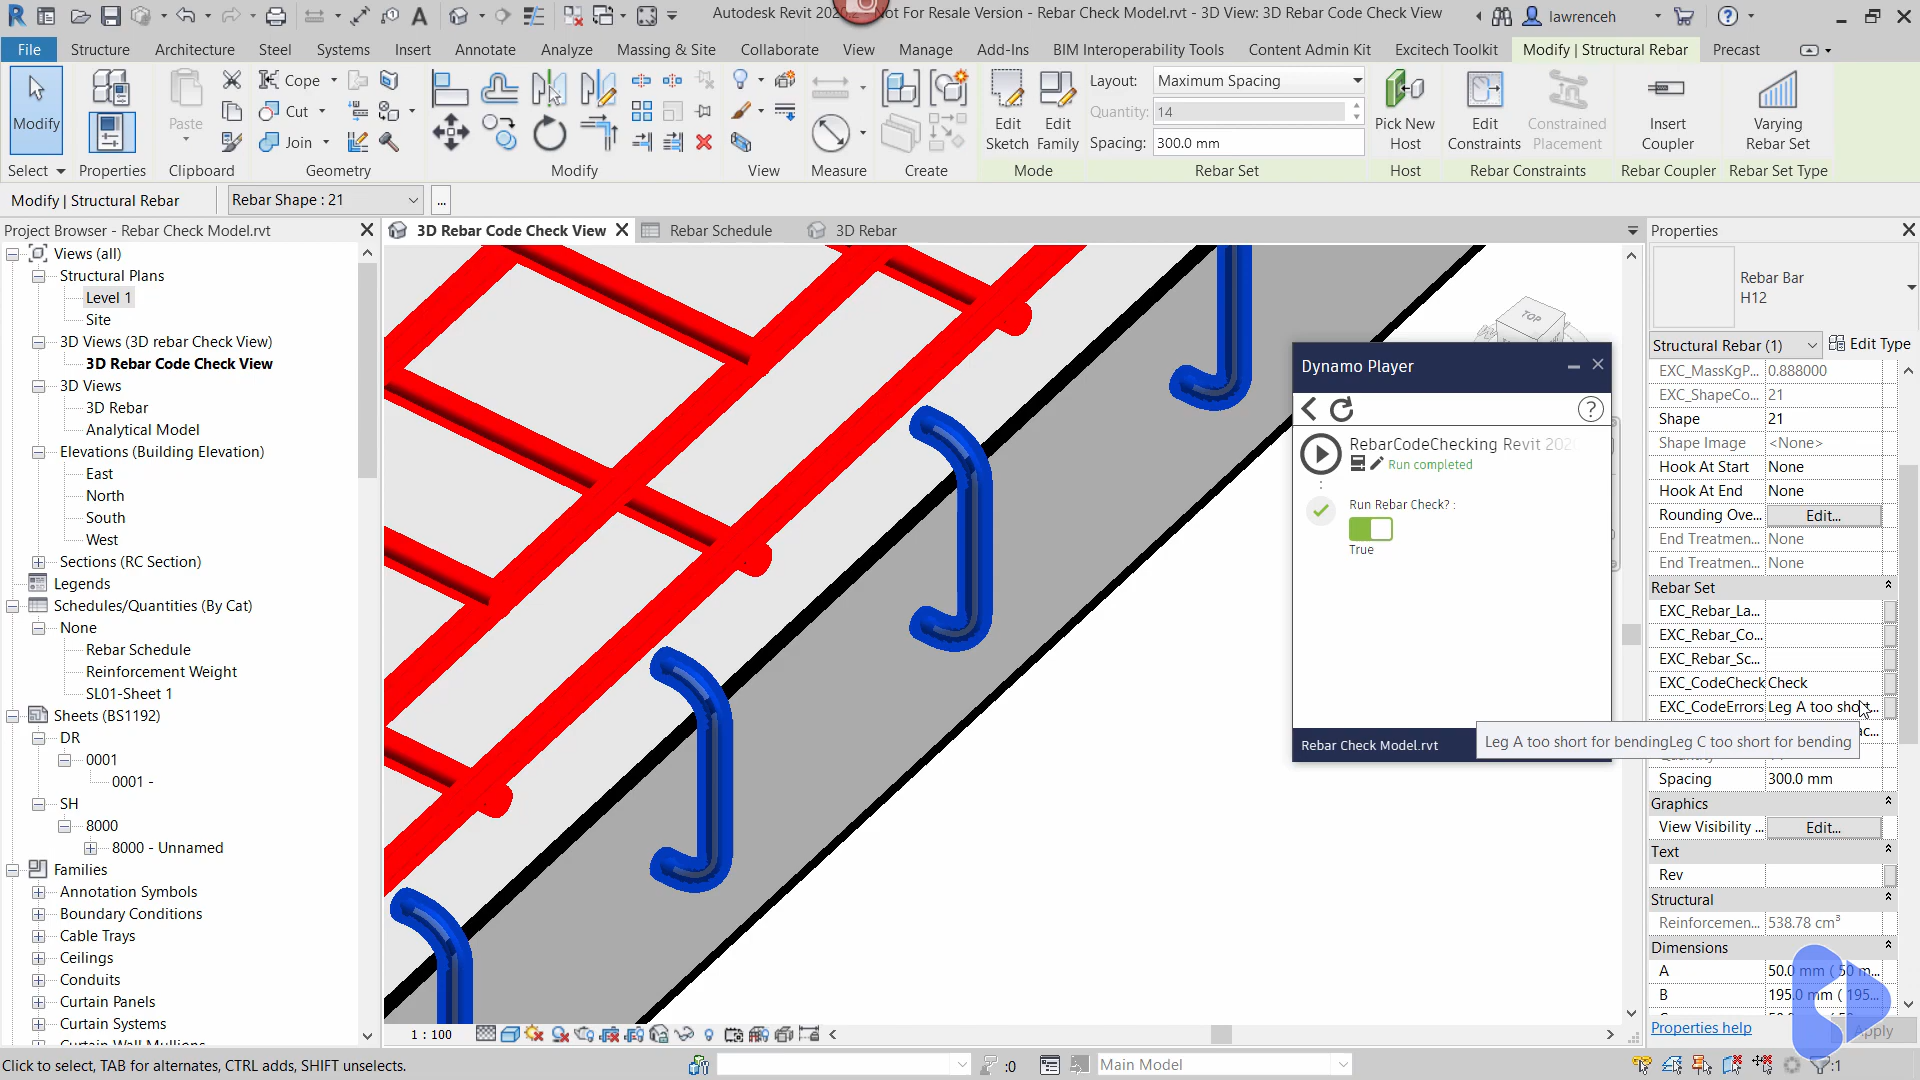 Autodesk Revit 2020.2 - Not For Resale Version - Rebar Check Model.rvt - 3D View: 3D Rebar Code Check View
lawrenceh
File
Structure
Architecture
Steel
Systems
Insert
Annotate
Analyze
Massing & Site
Collaborate
View
Manage
Add-Ins
BIM Interoperability Tools
Content Admin Kit
Excitech Toolkit
Modify | Structural Rebar
Precast
Modify
Paste
Cope
Cut
Join
Edit
Sketch
Edit
Family
Layout:
Maximum Spacing
Quantity:
14
Spacing:
300.0 mm
Pick New
Host
Edit
Constraints
Constrained
Placement
Insert
Coupler
Varying
Rebar Set
Select
Properties
Clipboard
Geometry
Modify
View
Measure
Create
Mode
Rebar Set
Host
Rebar Constraints
Rebar Coupler
Rebar Set Type
Modify | Structural Rebar
Rebar Shape : 21
...
Project Browser - Rebar Check Model.rvt
Views (all)
Structural Plans
Level 1
Site
3D Views (3D rebar Check View)
3D Rebar Code Check View
3D Views
3D Rebar
Analytical Model
Elevations (Building Elevation)
East
North
South
West
Sections (RC Section)
Legends
Schedules/Quantities (By Cat)
None
Rebar Schedule
Reinforcement Weight
SL01-Sheet 1
Sheets (BS1192)
DR
0001
0001 -
SH
8000
8000 - Unnamed
Families
Annotation Symbols
Boundary Conditions
Cable Trays
Ceilings
Conduits
Curtain Panels
Curtain Systems
Curtain Wall Mullions
3D Rebar Code Check View
Rebar Schedule
3D Rebar
TOP
Dynamo Player
RebarCodeChecking Revit 202
Run completed
Run Rebar Check? :
True
Rebar Check Model.rvt
Leg A too short for bendingLeg C too short for bending
Properties
Rebar Bar
H12
Structural Rebar (1)
Edit Type
EXC_MassKgP... 0.888000
EXC_ShapeCo... 21
Shape 21
Shape Image <None>
Hook At Start None
Hook At End None
Rounding Ove... Edit...
End Treatmen... None
End Treatmen... None
Rebar Set
EXC_Rebar_La...
EXC_Rebar_Co...
EXC_Rebar_Sc...
EXC_CodeCheck Check
EXC_CodeErrors Leg A too short...
Spacing 300.0 mm
Graphics
View Visibility ... Edit...
Text
Rev
Structural
Reinforcemen... 538.78 cm³
Dimensions
A 50.0 mm ( 50 m...
B 195.0 mm ( 195...
Properties help
Apply
1 : 100
Click to select, TAB for alternates, CTRL adds, SHIFT unselects.
:0
Main Model
:1